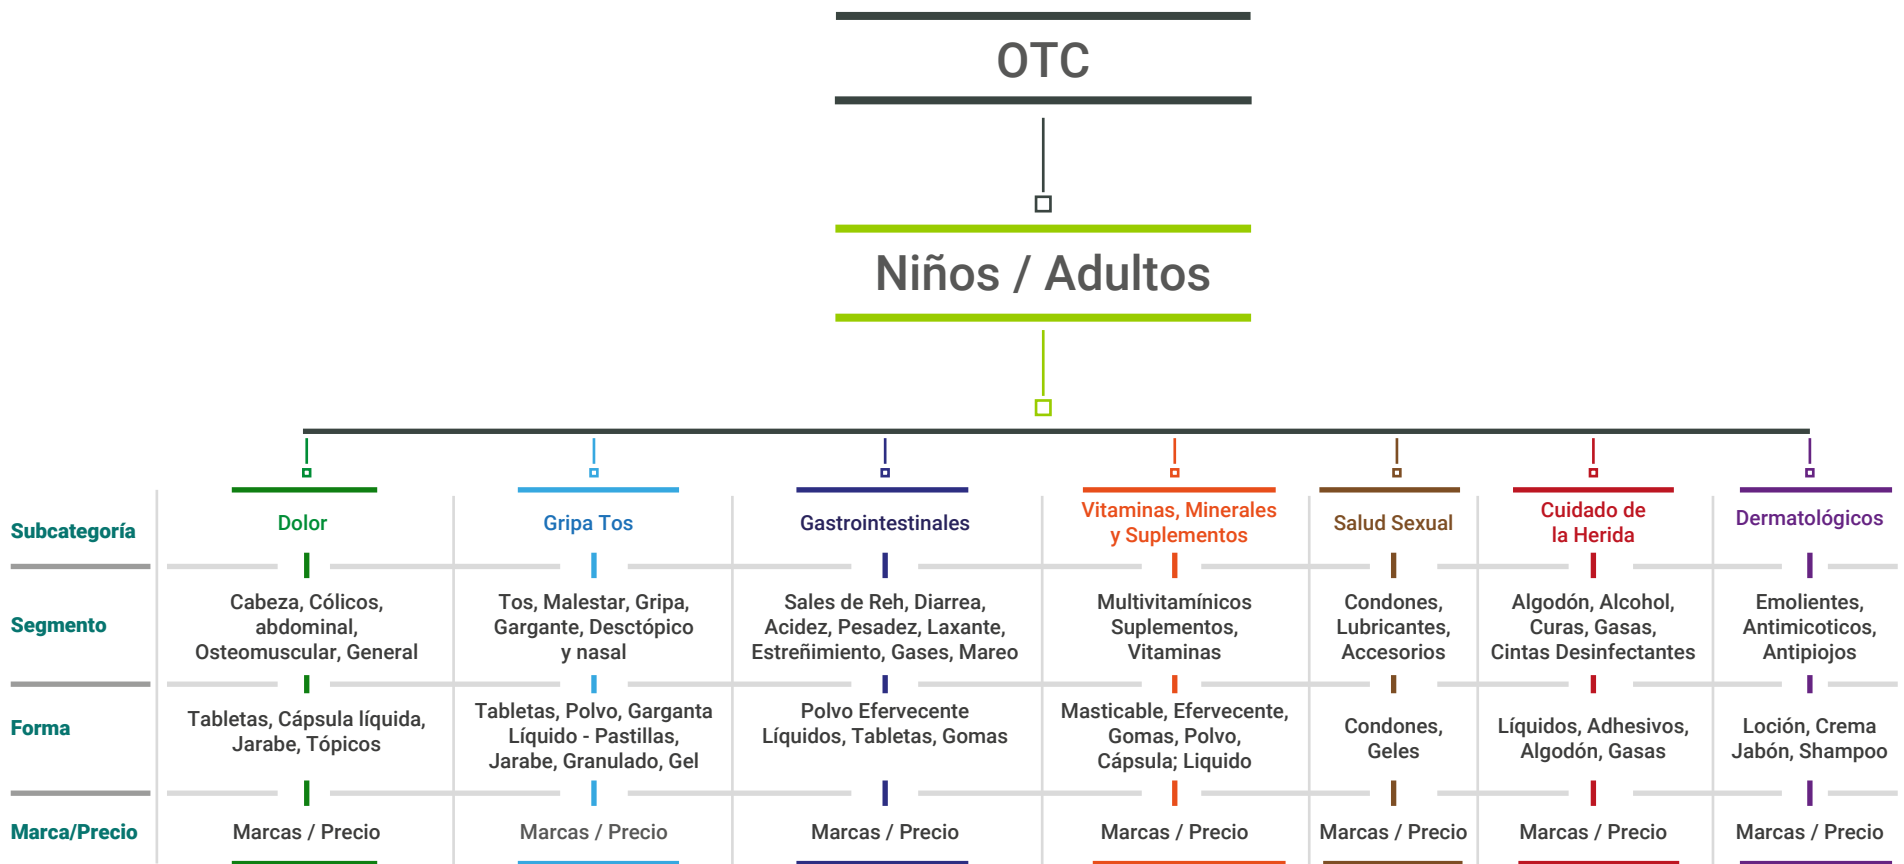 OTC
Niños / Adultos
Subcategoría
Dolor
Gripa Tos
Gastrointestinales
Vitaminas, Minerales
y Suplementos
Salud Sexual
Cuidado de
la Herida
Dermatológicos
Segmento
Cabeza, Cólicos,
abdominal,
Osteomuscular, General
Tos, Malestar, Gripa,
Gargante, Desctópico
y nasal
Sales de Reh, Diarrea,
Acidez, Pesadez, Laxante,
Estreñimiento, Gases, Mareo
Multivitamínicos
Suplementos,
Vitaminas
Condones,
Lubricantes,
Accesorios
Algodón, Alcohol,
Curas, Gasas,
Cintas Desinfectantes
Emolientes,
Antimicoticos,
Antipiojos
Forma
Tabletas, Cápsula líquida,
Jarabe, Tópicos
Tabletas, Polvo, Garganta
Líquido - Pastillas,
Jarabe, Granulado, Gel
Polvo Efervecente
Líquidos, Tabletas, Gomas
Masticable, Efervecente,
Gomas, Polvo,
Cápsula; Liquido
Condones,
Geles
Líquidos, Adhesivos,
Algodón, Gasas
Loción, Crema
Jabón, Shampoo
Marca/Precio
Marcas / Precio
Marcas / Precio
Marcas / Precio
Marcas / Precio
Marcas / Precio
Marcas / Precio
Marcas / Precio